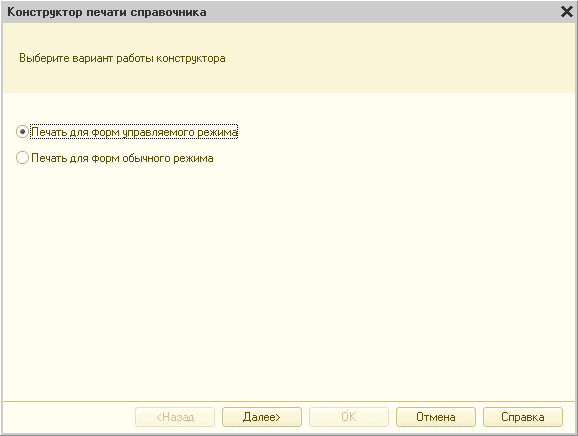 Конструктор печати справочника
Выберите вариант работы конструктора
Печать для форм управляемого режима
Печать для форм обычного режима
<Назад Далее> ОК Отмена Справка